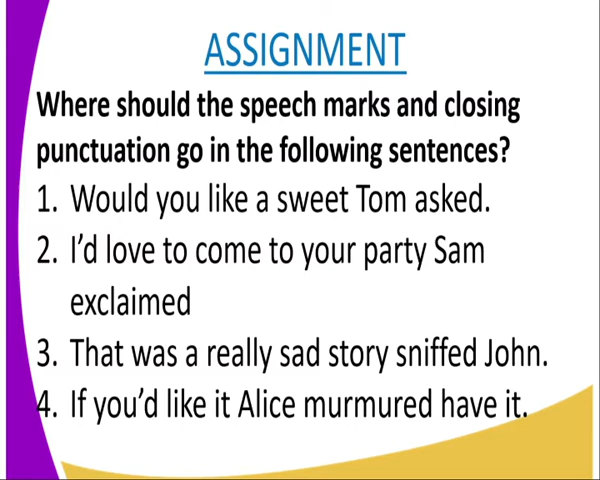 ASSIGNMENT
Where should the speech marks and closing
punctuation go in the following sentences?
1. Would you like a sweet Tom asked.
2. I’d love to come to your party Sam
exclaimed
3. That was a really sad story sniffed John.
4. If you’d like it Alice murmured have it.